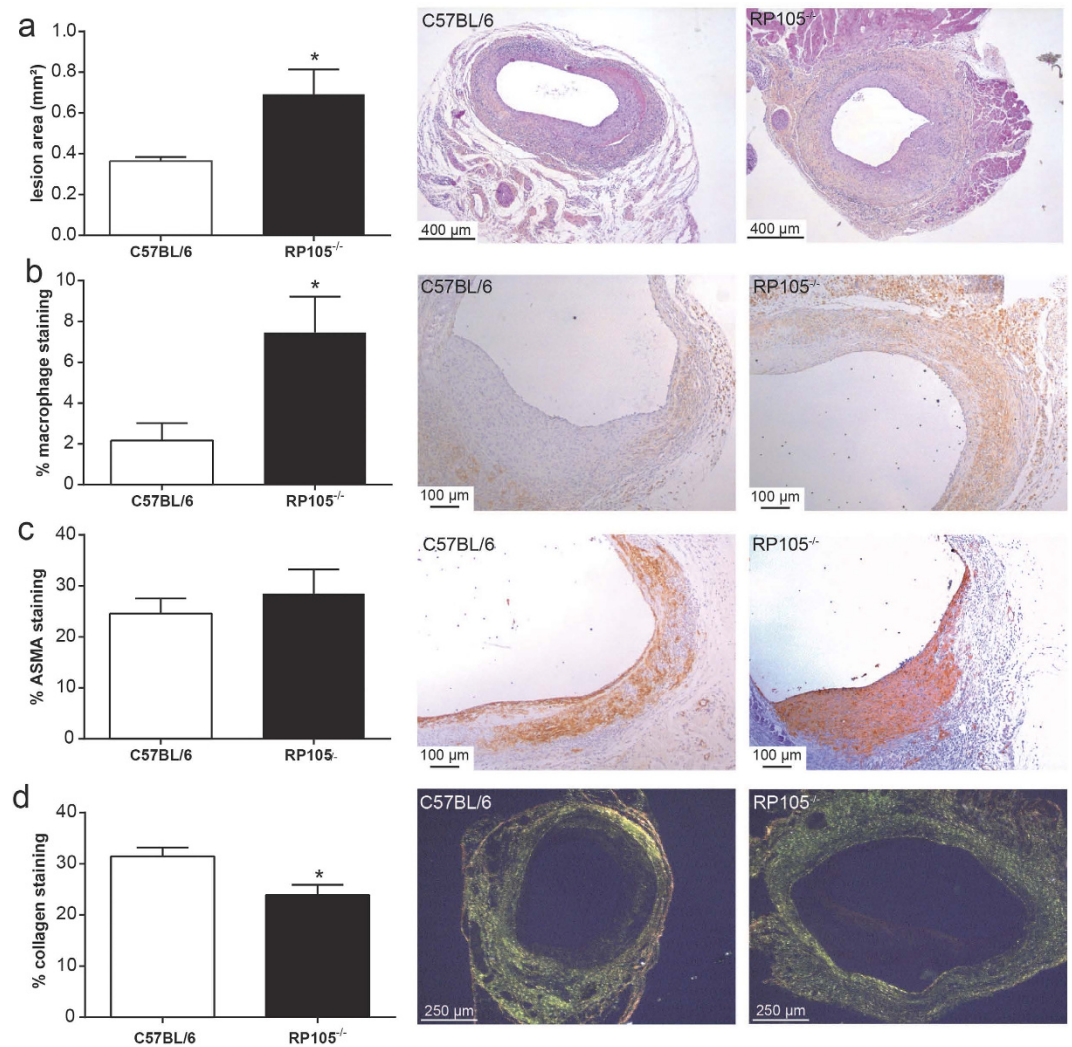 a
lesion area (mm²)
1.0
0.8
0.6
0.4
0.2
0.0
*
C57BL/6 RP105-/-
C57BL/6
400 µm
RP105-/-
400 µm
b
% macrophage staining
10
8
6
4
2
0
*
C57BL/6 RP105-/-
C57BL/6
100 µm
RP105-/-
100 µm
c
% ASMA staining
40
30
20
10
0
C57BL/6 RP105-/-
C57BL/6
100 µm
RP105-/-
100 µm
d
% collagen staining
40
30
20
10
0
*
C57BL/6 RP105-/-
C57BL/6
250 µm
RP105-/-
250 µm